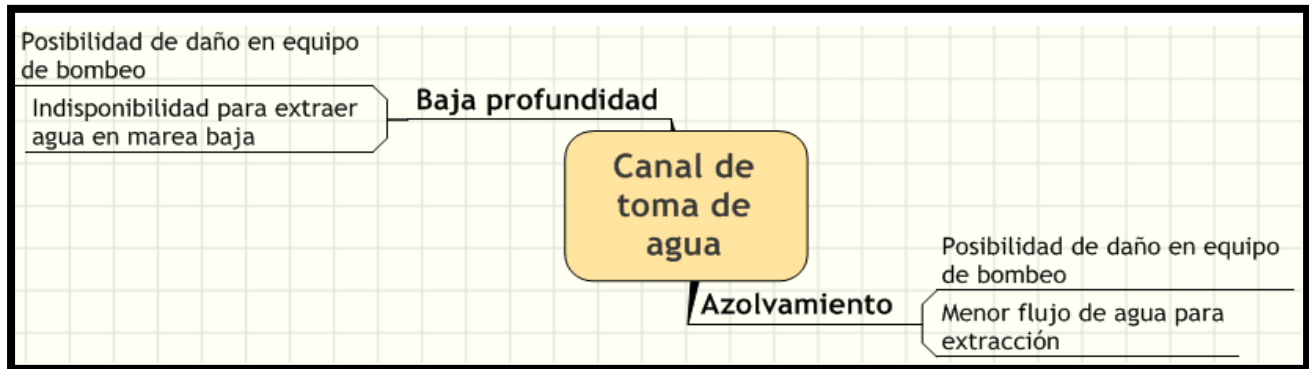 Posibilidad de daño en equipo
de bombeo
Indisponibilidad para extraer
agua en marea baja
Baja profundidad
Canal de
toma de
agua
Azolvamiento
Posibilidad de daño en equipo
de bombeo
Menor flujo de agua para
extracción